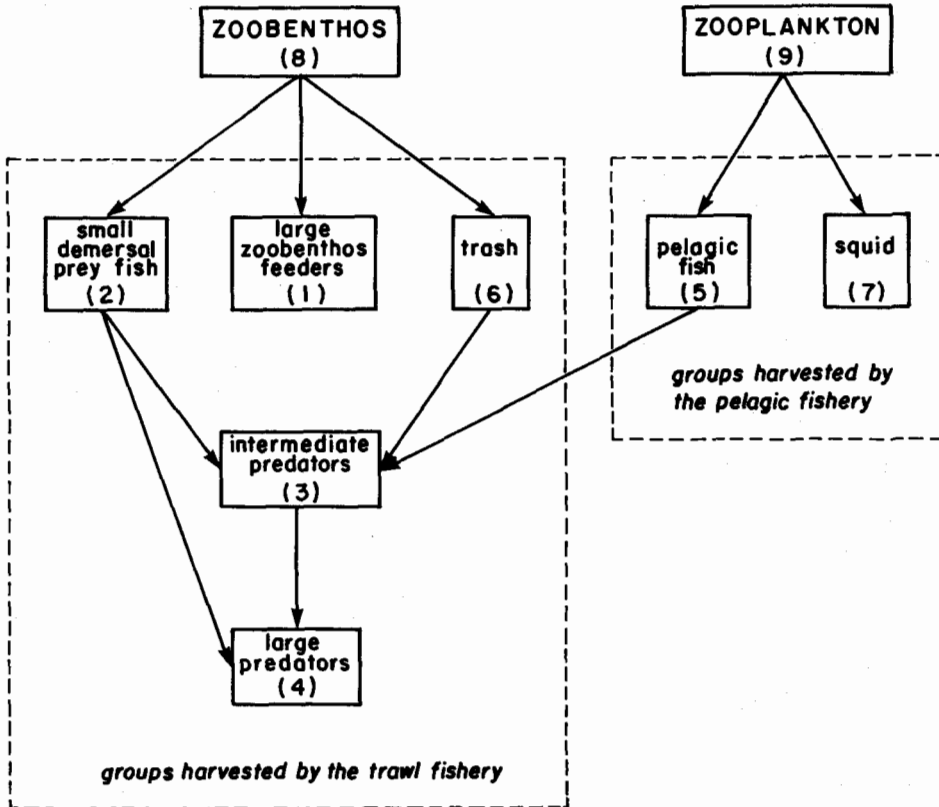 ZOOBENTHOS
(8)
ZOOPLANKTON
(9)
small
demersal
prey fish
(2)
large
zoobenthos
feeders
(1)
trash
(6)
pelagic
fish
(5)
squid
(7)
groups harvested by
the pelagic fishery
intermediate
predators
(3)
large
predators
(4)
groups harvested by the trawl fishery